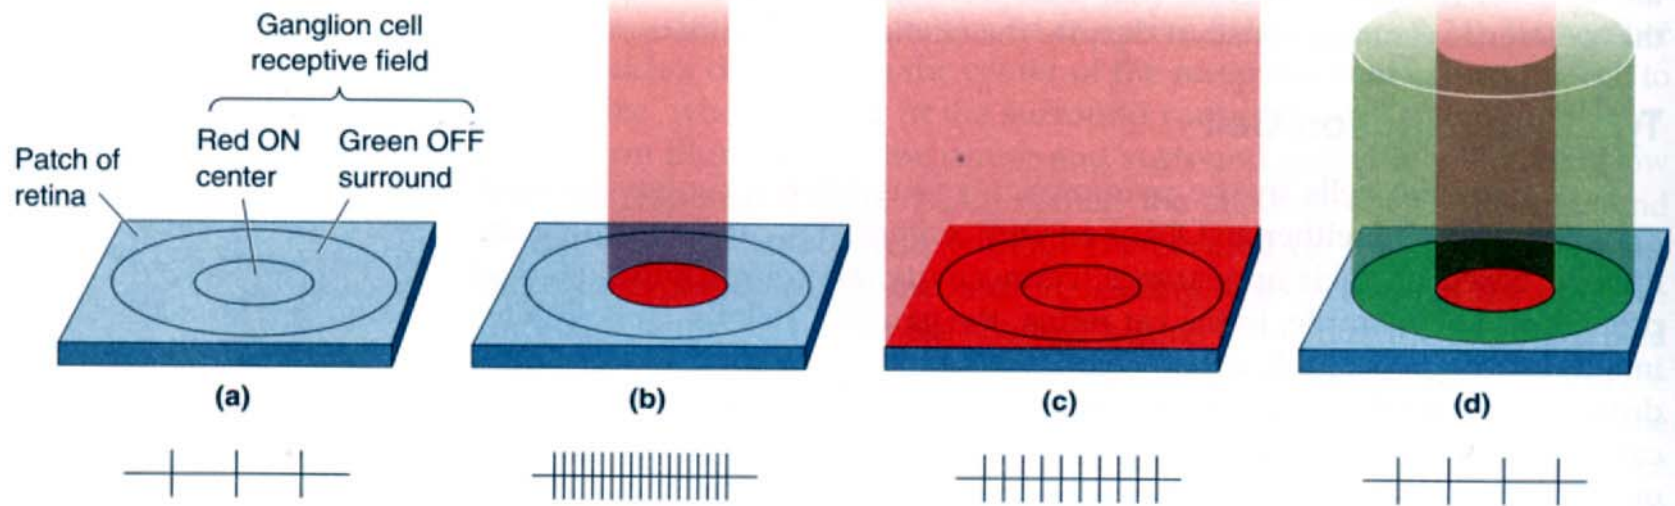 Ganglion cell
receptive field
Red ON
center
Green OFF
surround
Patch of
retina
(a)
(b)
(c)
(d)